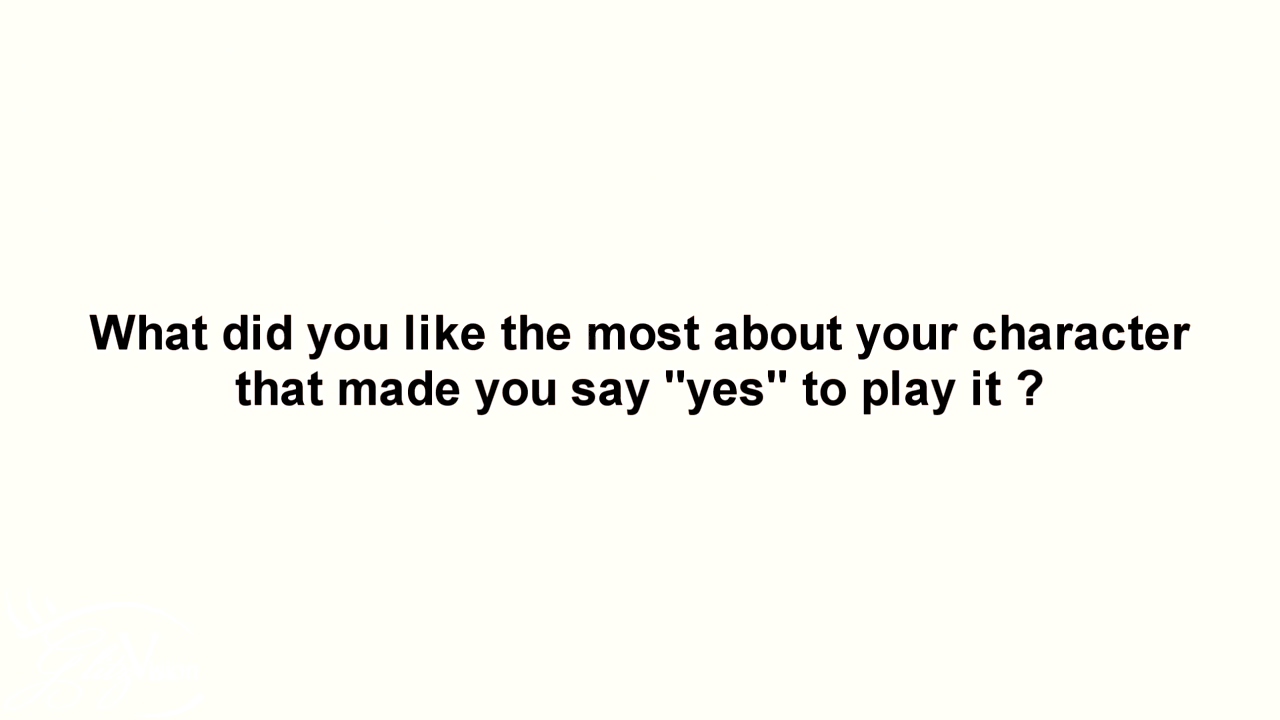 What did you like the most about your character
that made you say "yes" to play it ?